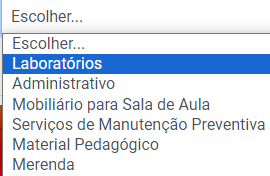 Escolher...
Escolher...
Laboratórios
Administrativo
Mobiliário para Sala de Aula
Serviços de Manutenção Preventiva
Material Pedagógico
Merenda